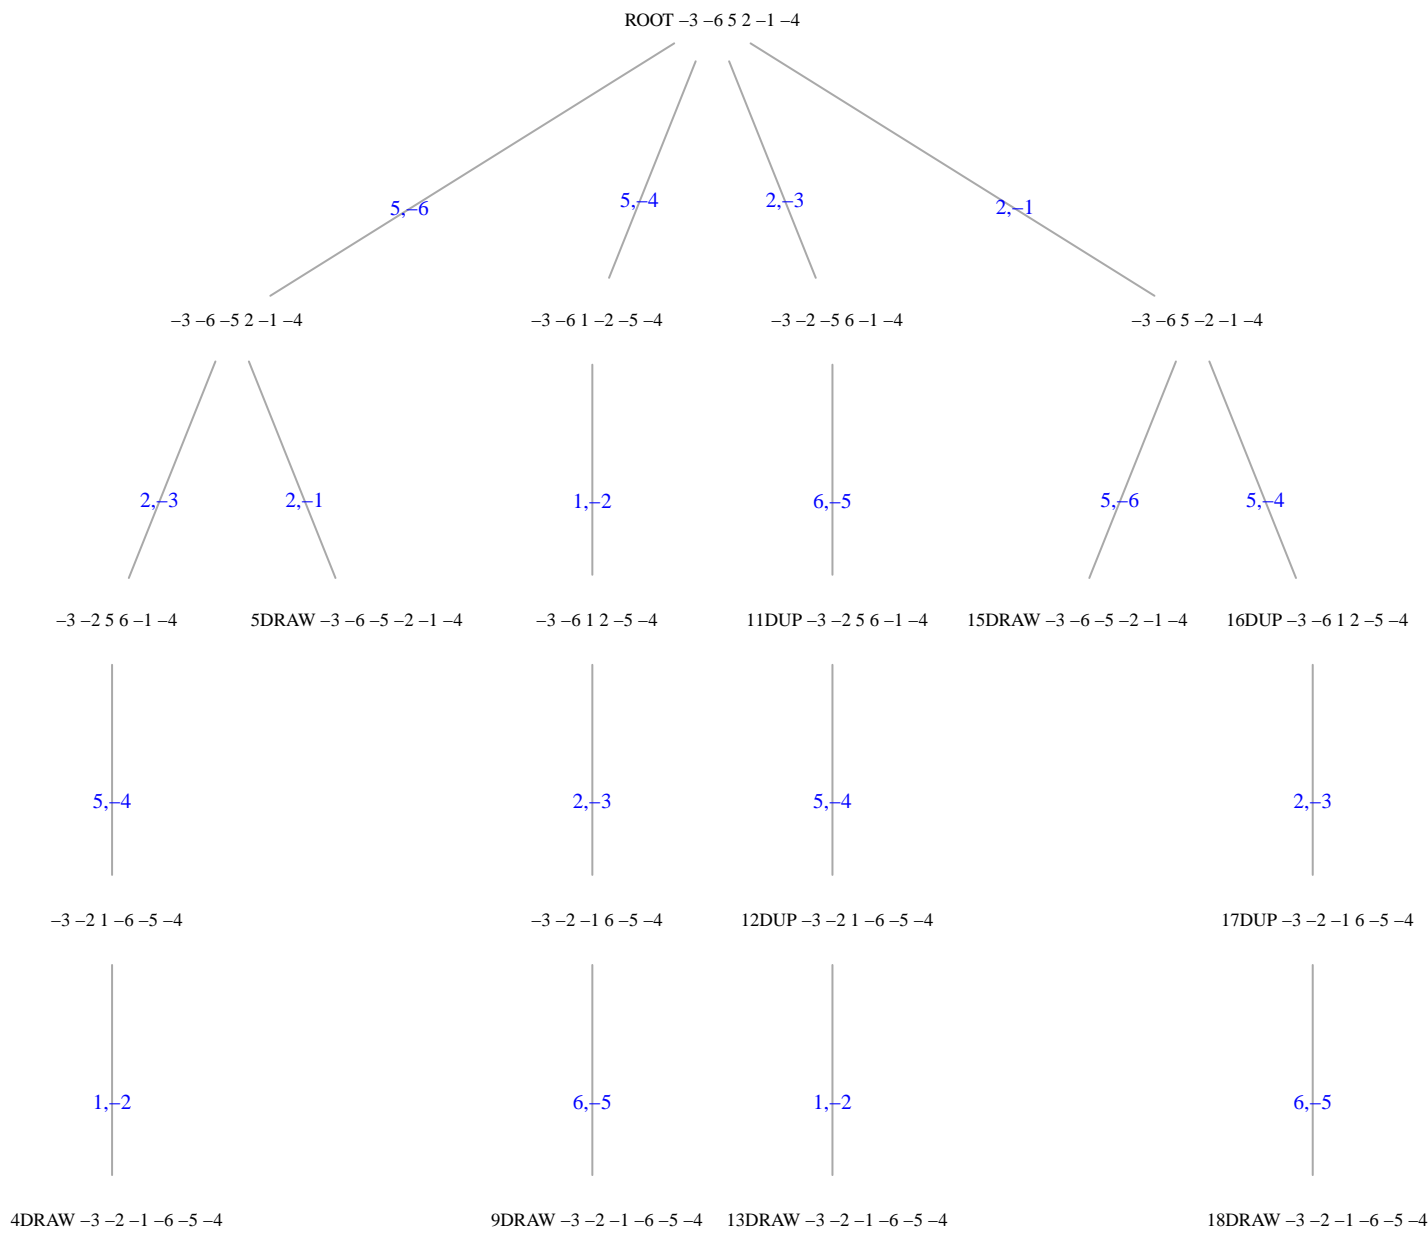 ROOT –3 –6 5 2 –1 –4
5,–6
5,–4
2,–3
2,–1
–3 –6 –5 2 –1 –4
–3 –6 1 –2 –5 –4
–3 –2 –5 6 –1 –4
–3 –6 5 –2 –1 –4
2,–3
2,–1
1,–2
6,–5
5,–6
5,–4
–3 –2 5 6 –1 –4
5DRAW –3 –6 –5 –2 –1 –4
–3 –6 1 2 –5 –4
11DUP –3 –2 5 6 –1 –4
15DRAW –3 –6 –5 –2 –1 –4
16DUP –3 –6 1 2 –5 –4
5,–4
2,–3
5,–4
2,–3
–3 –2 1 –6 –5 –4
–3 –2 –1 6 –5 –4
12DUP –3 –2 1 –6 –5 –4
17DUP –3 –2 –1 6 –5 –4
1,–2
6,–5
1,–2
6,–5
4DRAW –3 –2 –1 –6 –5 –4
9DRAW –3 –2 –1 –6 –5 –4
13DRAW –3 –2 –1 –6 –5 –4
18DRAW –3 –2 –1 –6 –5 –4